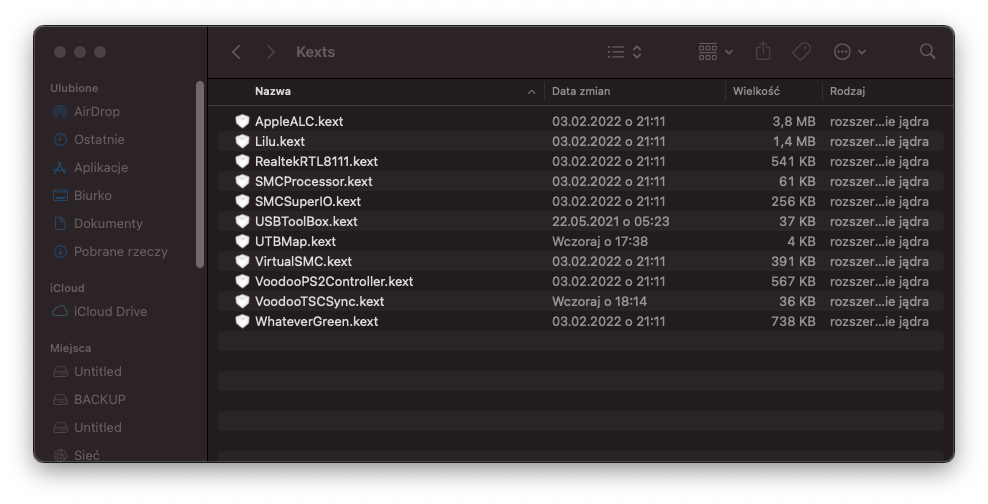 Kexts
Ulubione
AirDrop
Ostatnie
Aplikacje
Biurko
Dokumenty
Pobrane rzeczy
iCloud
iCloud Drive
Miejsca
Untitled
BACKUP
Untitled
Sieć
Nazwa Data zmian Wielkość Rodzaj
AppleALC.kext 03.02.2022 o 21:11 3,8 MB rozszer...ie jądra
Lilu.kext 03.02.2022 o 21:11 1,4 MB rozszer...ie jądra
RealtekRTL8111.kext 03.02.2022 o 21:11 541 KB rozszer...ie jądra
SMCProcessor.kext 03.02.2022 o 21:11 61 KB rozszer...ie jądra
SMCSuperIO.kext 03.02.2022 o 21:11 256 KB rozszer...ie jądra
USBToolBox.kext 22.05.2021 o 05:23 37 KB rozszer...ie jądra
UTBMap.kext Wczoraj o 17:38 4 KB rozszer...ie jądra
VirtualSMC.kext 03.02.2022 o 21:11 391 KB rozszer...ie jądra
VoodooPS2Controller.kext 03.02.2022 o 21:11 567 KB rozszer...ie jądra
VoodooTSCSync.kext Wczoraj o 18:14 36 KB rozszer...ie jądra
WhateverGreen.kext 03.02.2022 o 21:11 738 KB rozszer...ie jądra